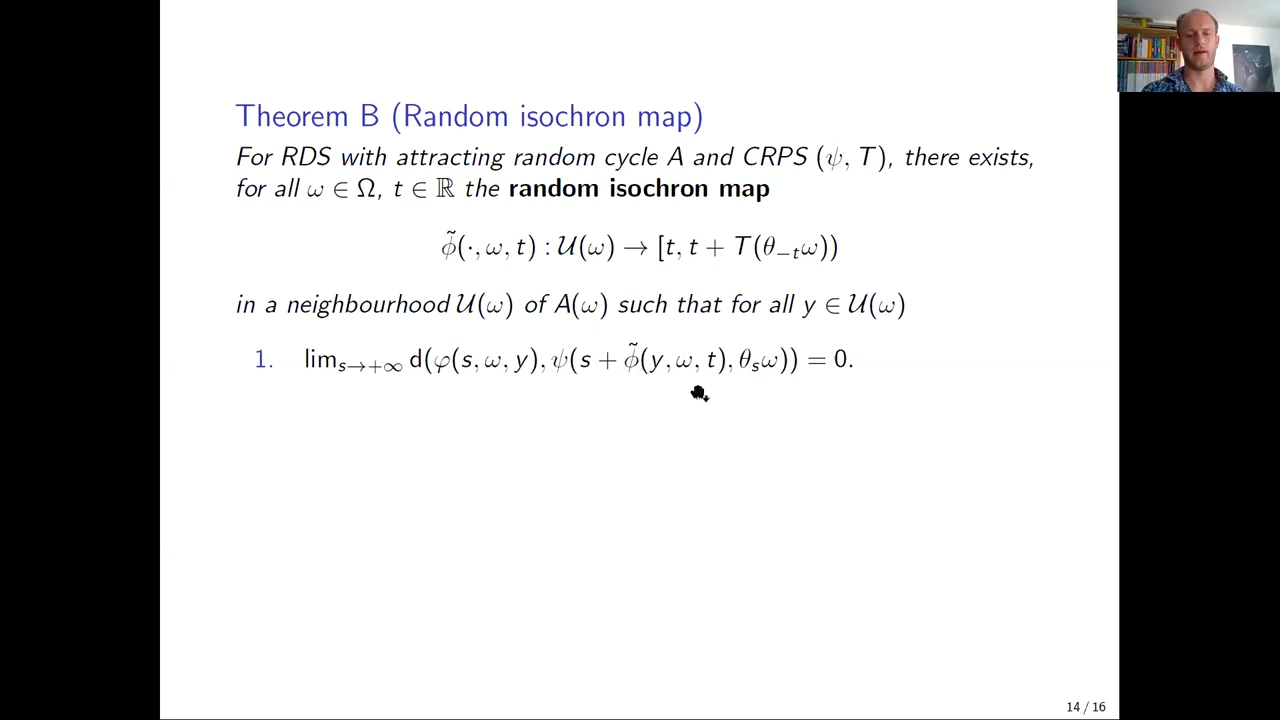 Theorem B (Random isochron map)
For RDS with attracting random cycle A and CRPS (ψ, T), there exists,
for all ω ∈ Ω, t ∈ ℝ the random isochron map
ϕ̃(·, ω, t) : 𝒰(ω) → [t, t + T(θ₋ₜω))
in a neighbourhood 𝒰(ω) of A(ω) such that for all y ∈ 𝒰(ω)
1. lim_{s→+∞} d(φ(s, ω, y), ψ(s + ϕ̃(y, ω, t), θₛω)) = 0.
14 / 16